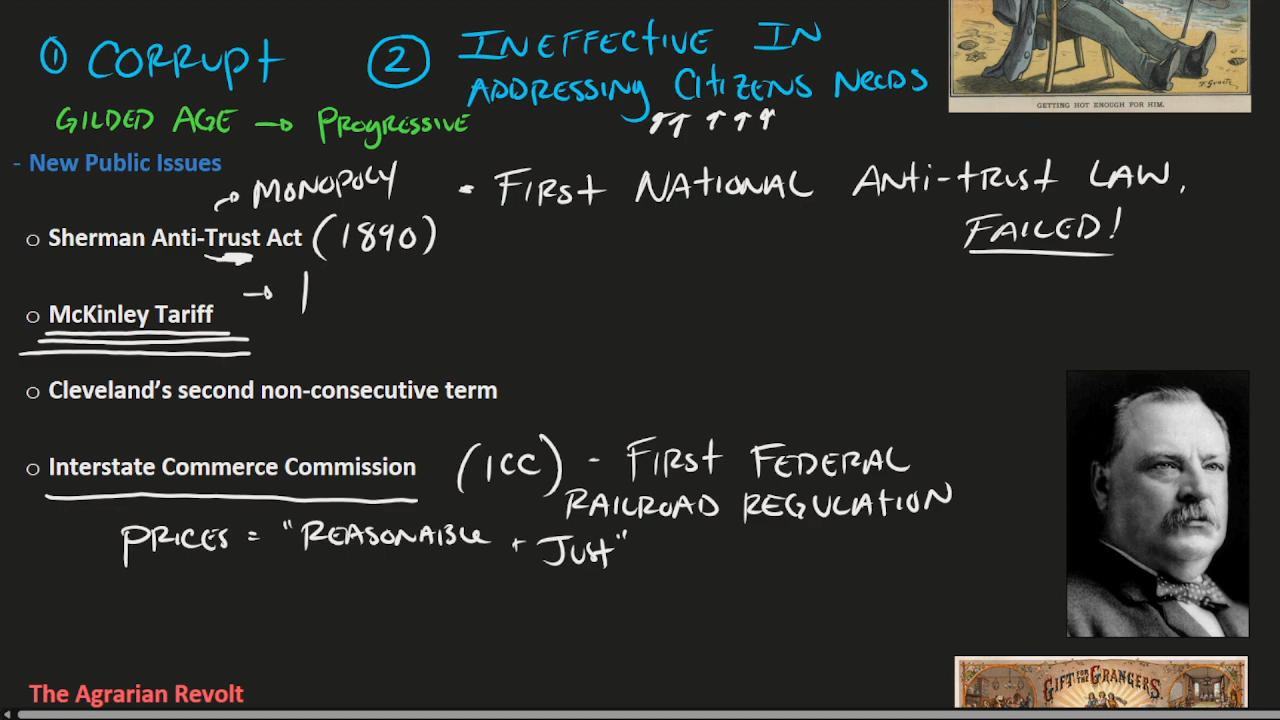 ① CORRUPT ② INEFFECTIVE IN
ADDRESSING CITIZENS NEEDS
GETTING HOT ENOUGH FOR HIM.
GILDED AGE → PROGRESSIVE
- New Public Issues
→ MONOPOLY - FIRST NATIONAL ANTI-TRUST LAW,
FAILED!
○ Sherman Anti-Trust Act (1890)
→ |
○ McKinley Tariff
○ Cleveland's second non-consecutive term
○ Interstate Commerce Commission (ICC) - FIRST FEDERAL
RAILROAD REGULATION
PRICES = "REASONABLE + JUST"
The Agrarian Revolt
GIFT FOR THE GRANGERS